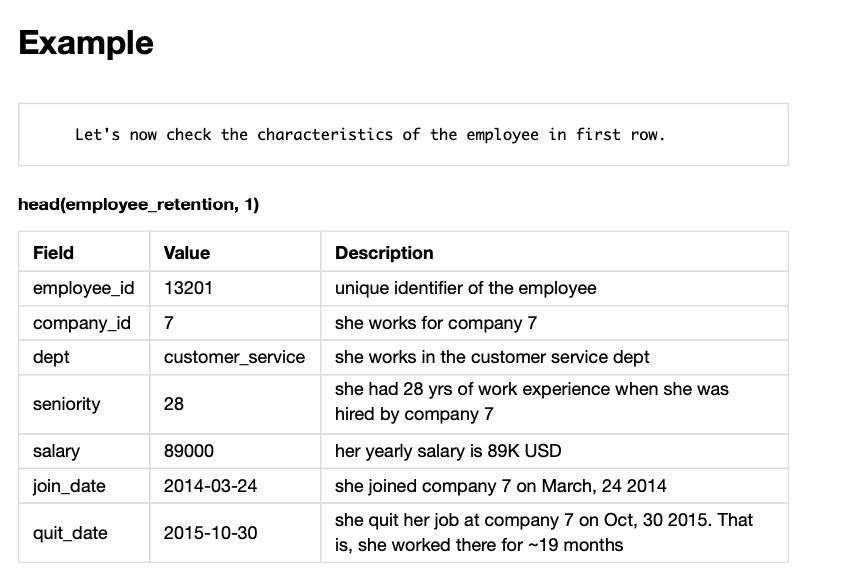 Example
Let's now check the characteristics of the employee in first row.
head(employee_retention, 1)
Field Value Description
employee_id 13201 unique identifier of the employee
company_id 7 she works for company 7
dept customer_service she works in the customer service dept
seniority 28 she had 28 yrs of work experience when she was
hired by company 7
salary 89000 her yearly salary is 89K USD
join_date 2014-03-24 she joined company 7 on March, 24 2014
quit_date 2015-10-30 she quit her job at company 7 on Oct, 30 2015. That
is, she worked there for ~19 months